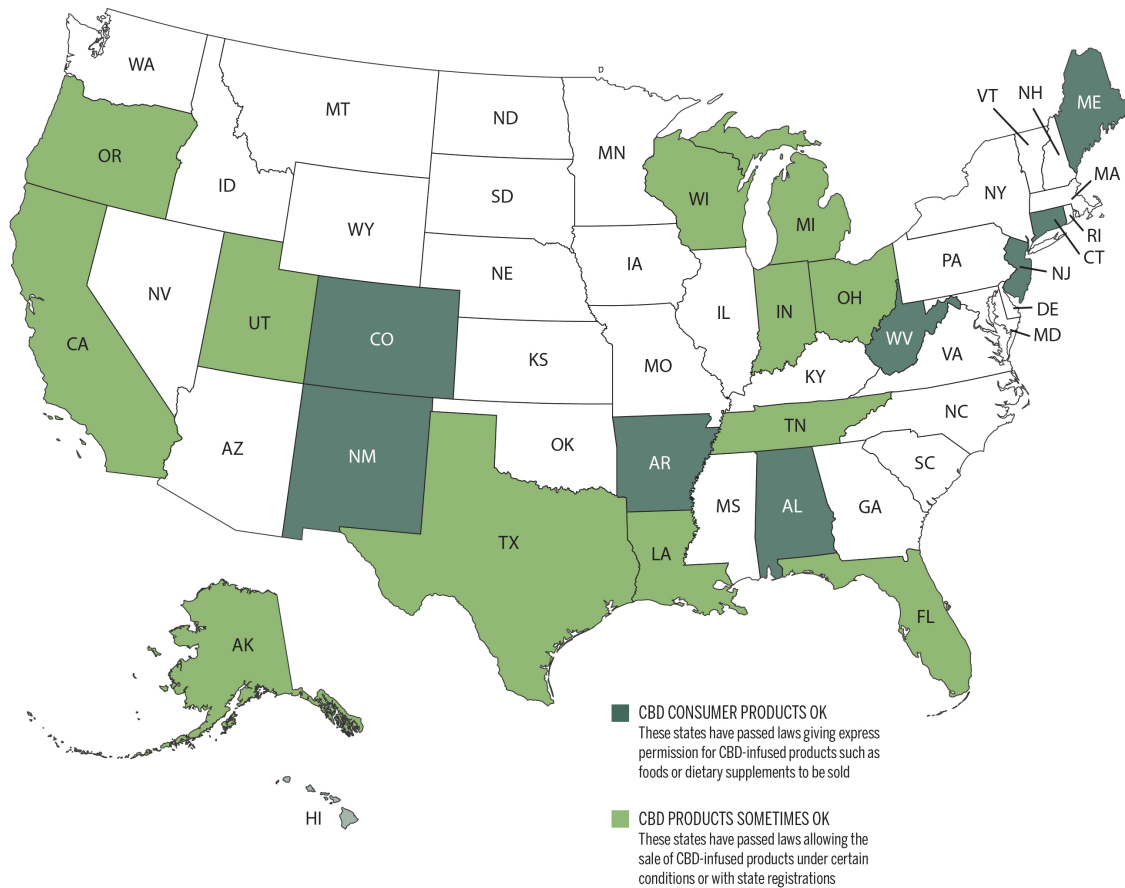 WA
OR
CA
ID
NV
MT
WY
UT
AZ
CO
NM
ND
SD
NE
KS
OK
TX
MN
IA
MO
AR
LA
WI
IL
MI
IN
OH
KY
TN
MS
AL
GA
FL
SC
NC
VA
WV
PA
NY
VT
NH
ME
MA
RI
CT
NJ
DE
MD
AK
HI
CBD CONSUMER PRODUCTS OK
These states have passed laws giving express
permission for CBD-infused products such as
foods or dietary supplements to be sold
CBD PRODUCTS SOMETIMES OK
These states have passed laws allowing the
sale of CBD-infused products under certain
conditions or with state registrations